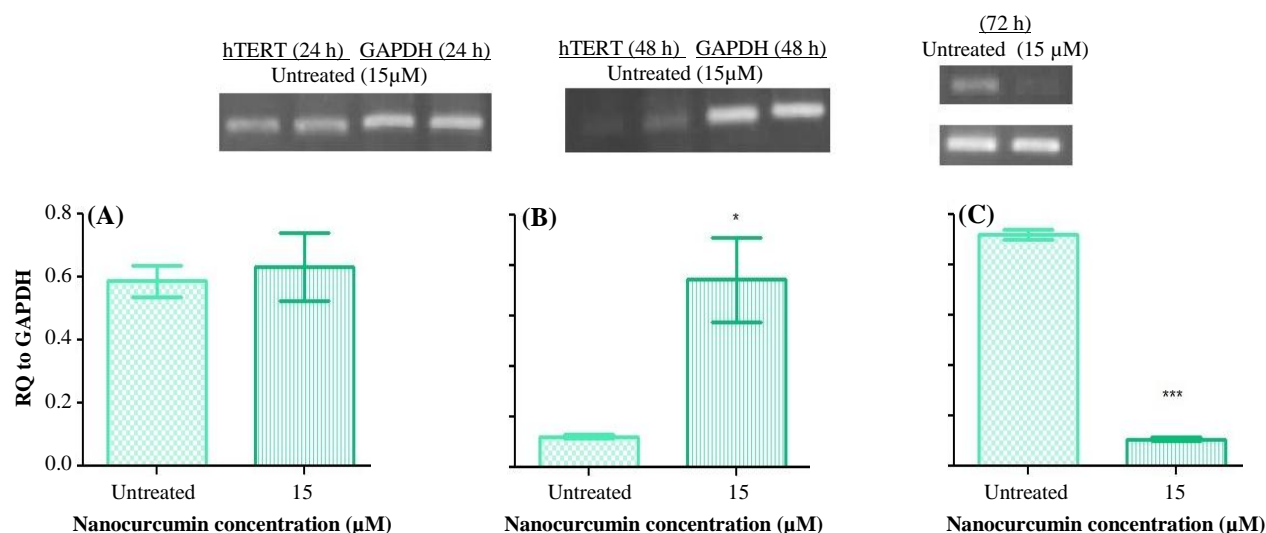 hTERT (24 h) GAPDH (24 h)
Untreated (15µM)
hTERT (48 h) GAPDH (48 h)
Untreated (15µM)
(72 h)
Untreated (15 µM)
(A)
0.8
0.6
0.4
0.2
0.0
RQ to GAPDH
Untreated 15
Nanocurcumin concentration (µM)
(B)
*
Untreated 15
Nanocurcumin concentration (µM)
(C)
***
Untreated 15
Nanocurcumin concentration (µM)